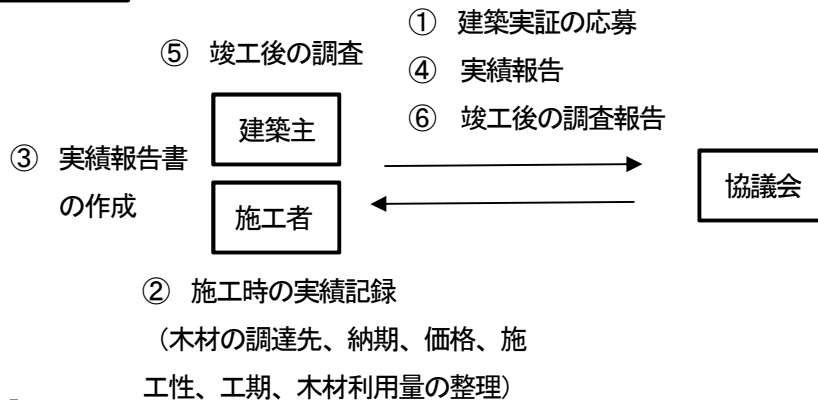 ① 建築実証の応募
⑤ 竣工後の調査
④ 実績報告
⑥ 竣工後の調査報告
建築主
③ 実績報告書
の作成
施工者
協議会
② 施工時の実績記録
（木材の調達先、納期、価格、施
工性、工期、木材利用量の整理）